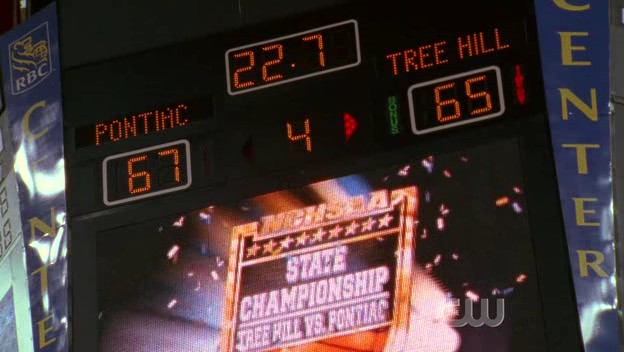 RBC
CENTER
CENTER
22.7
PONTIAC
TREE HILL
67
4
BONUS
65
NCHSAA
STATE
CHAMPIONSHIP
TREE HILL VS. PONTIAC
CW